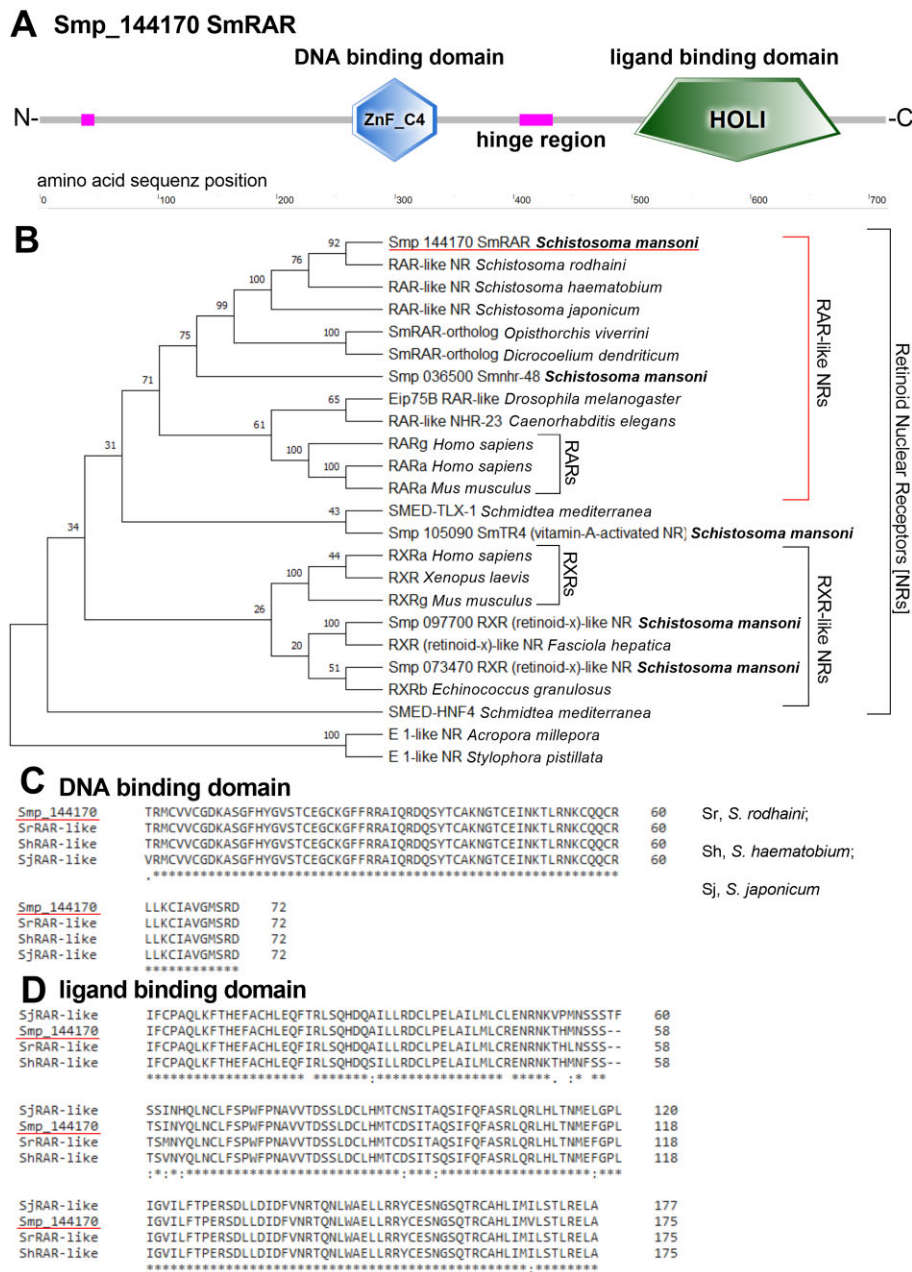 A Smp_144170 SmRAR
DNA binding domain
ligand binding domain
N-
ZnF_C4
HOLI
-C
hinge region
amino acid sequenz position
0 100 200 300 400 500 600 700
B
92
Smp 144170 SmRAR Schistosoma mansoni
76
RAR-like NR Schistosoma rodhaini
100
RAR-like NR Schistosoma haematobium
99
RAR-like NR Schistosoma japonicum
75
100
SmRAR-ortholog Opisthorchis viverrini
SmRAR-ortholog Dicrocoelium dendriticum
71
Smp 036500 Smnhr-48 Schistosoma mansoni
65
Eip75B RAR-like Drosophila melanogaster
61
RAR-like NHR-23 Caenorhabditis elegans
31
100
RARg Homo sapiens
100
RARa Homo sapiens
RARa Mus musculus
RARs
RAR-like NRs
34
43
SMED-TLX-1 Schmidtea mediterranea
Smp 105090 SmTR4 (vitamin-A-activated NR) Schistosoma mansoni
44
RXRa Homo sapiens
100
RXR Xenopus laevis
RXRg Mus musculus
RXRs
26
100
Smp 097700 RXR (retinoid-x)-like NR Schistosoma mansoni
20
RXR (retinoid-x)-like NR Fasciola hepatica
51
Smp 073470 RXR (retinoid-x)-like NR Schistosoma mansoni
RXRb Echinococcus granulosus
RXR-like NRs
SMED-HNF4 Schmidtea mediterranea
Retinoid Nuclear Receptors [NRs]
100
E 1-like NR Acropora millepora
E 1-like NR Stylophora pistillata
C DNA binding domain
Smp_144170 TRMCVVCGDKASGFHYGVSTCEGCKGFFRRAIQRDQSYTCAKNGTCEINKTLRNKCQQCR 60
SrRAR-like TRMCVVCGDKASGFHYGVSTCEGCKGFFRRAIQRDQSYTCAKNGTCEINKTLRNKCQQCR 60
ShRAR-like TRMCVVCGDKASGFHYGVSTCEGCKGFFRRAIQRDQSYTCAKNGTCEINKTLRNKCQQCR 60
SjRAR-like VRMCVVCGDKASGFHYGVSTCEGCKGFFRRAIQRDQSYTCAKNGTCEINKTLRNKCQQCR 60
.***********************************************************
Smp_144170 LLKCIAVGMSRD 72
SrRAR-like LLKCIAVGMSRD 72
ShRAR-like LLKCIAVGMSRD 72
SjRAR-like LLKCIAVGMSRD 72
************
Sr, S. rodhaini;
Sh, S. haematobium;
Sj, S. japonicum
D ligand binding domain
SjRAR-like IFCPAQLKFTHEFACHLEQFTRLSQHDQAILLRDCLPELAILMLCLENRNKVPMNSSSTF 60
Smp_144170 IFCPAQLKFTHEFACHLEQFIRLSQHDQAILLRDCLPELAILMLCRENRNKTHMNSSS-- 58
SrRAR-like IFCPAQLKFTHEFACHLEQFIRLSQHDQAILLRDCLPELAILMLCRENRNKTHLNSSS-- 58
ShRAR-like IFCPAQLKFTHEFACHLEQFIRLSQHDQSILLRDCLPELAILMLCRENRNKTHMNFSS-- 58
******************** *******:**************** *****. :* **
SjRAR-like SSINHQLNCLFSPWFPNAVVTDSSLDCLHMTCNSITAQSIFQFASRLQRLHLTNMELGPL 120
Smp_144170 TSINYQLNCLFSPWFPNAVVTDSSLDCLHMTCDSITAQSIFQFASRLQRLHLTNMEFGPL 118
SrRAR-like TSMNYQLNCLFSPWFPNAVVTDSSLDCLHMTCDSITAQSIFQFASRLQRLHLTNMEFGPL 118
ShRAR-like TSVNYQLNCLFSPWFPNAVVTDSSLDCLHMTCDSITSQSIFQFASRLQRLHLTNMEFGPL 118
:*:*:***************************:***:*******************:***
SjRAR-like IGVILFTPERSDLLDIDFVNRTQNLWAELLRRYCESNGSQTRCAHLIMILSTLRELA 177
Smp_144170 IGVILFTPERSDLLDIDFVNRTQNLWAELLRRYCESNGSQTRCAHLIMVLSTLRELA 175
SrRAR-like IGVILFTPERSDLLDIDFVNRTQNLWAELLRRYCESNGSQTRCAHLIMILSTLRELA 175
ShRAR-like IGVILFTPERSDLLDIDFVNRTQNLWAELLRRYCESNGSQTRCAHLIMILSTLRELA 175
************************************************:********